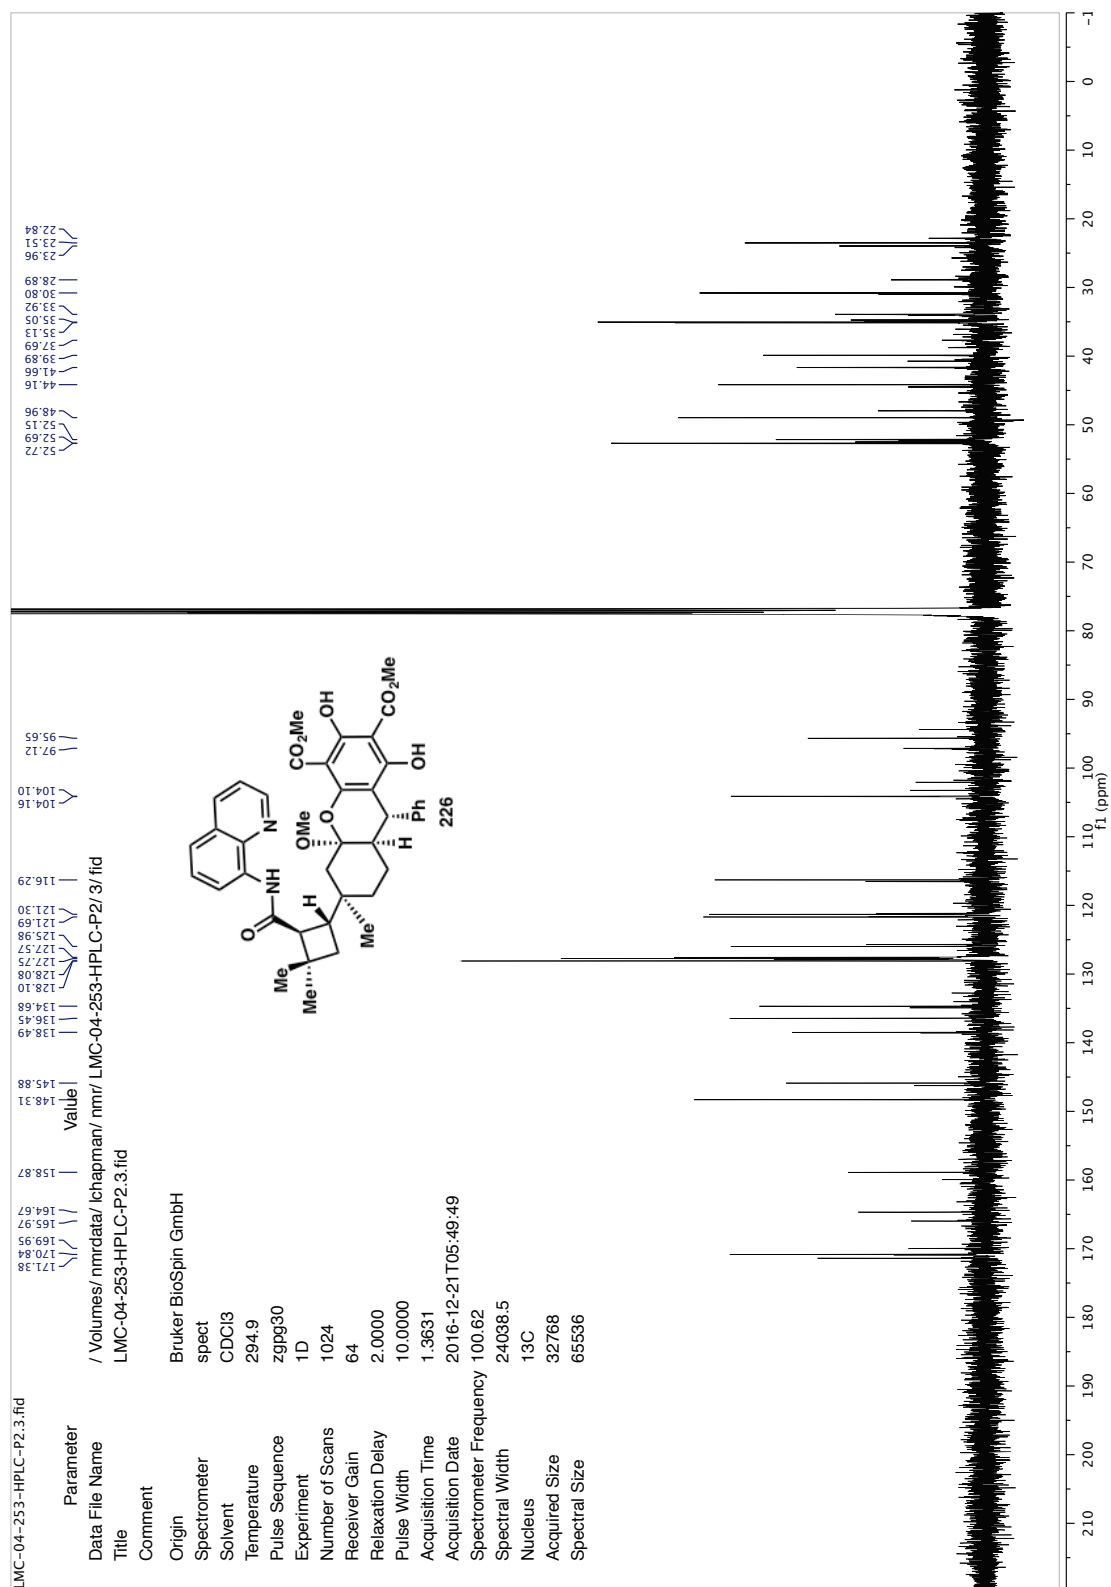 LMC-04-253-HPLC-P2.3.fid
Parameter Value
Data File Name / Volumes/ nmrdata/ lchapman/ nmr/ LMC-04-253-HPLC-P2/ 3/ fid
Title LMC-04-253-HPLC-P2.3.fid
Comment
Origin Bruker BioSpin GmbH
Spectrometer spect
Solvent CDCl3
Temperature 294.9
Pulse Sequence zgpg30
Experiment 1D
Number of Scans 1024
Receiver Gain 64
Relaxation Delay 2.0000
Pulse Width 10.0000
Acquisition Time 1.3631
Acquisition Date 2016-12-21T05:49:49
Spectrometer Frequency 100.62
Spectral Width 24038.5
Nucleus 13C
Acquired Size 32768
Spectral Size 65536
171.38
170.84
169.95
165.97
164.67
158.87
148.31
145.88
138.49
136.45
134.68
128.10
128.08
127.75
127.57
125.98
121.69
121.30
116.29
104.16
104.10
97.12
95.65
52.72
52.69
52.15
48.96
44.16
41.66
39.89
37.69
35.13
35.05
33.92
30.80
28.89
23.96
23.51
22.84
N
NH
O
H
Me
Me
Me
OMe
O
CO2Me
OH
CO2Me
OH
Ph
H
226
210 200 190 180 170 160 150 140 130 120 110 100 90 80 70 60 50 40 30 20 10 0 -1
f1 (ppm)